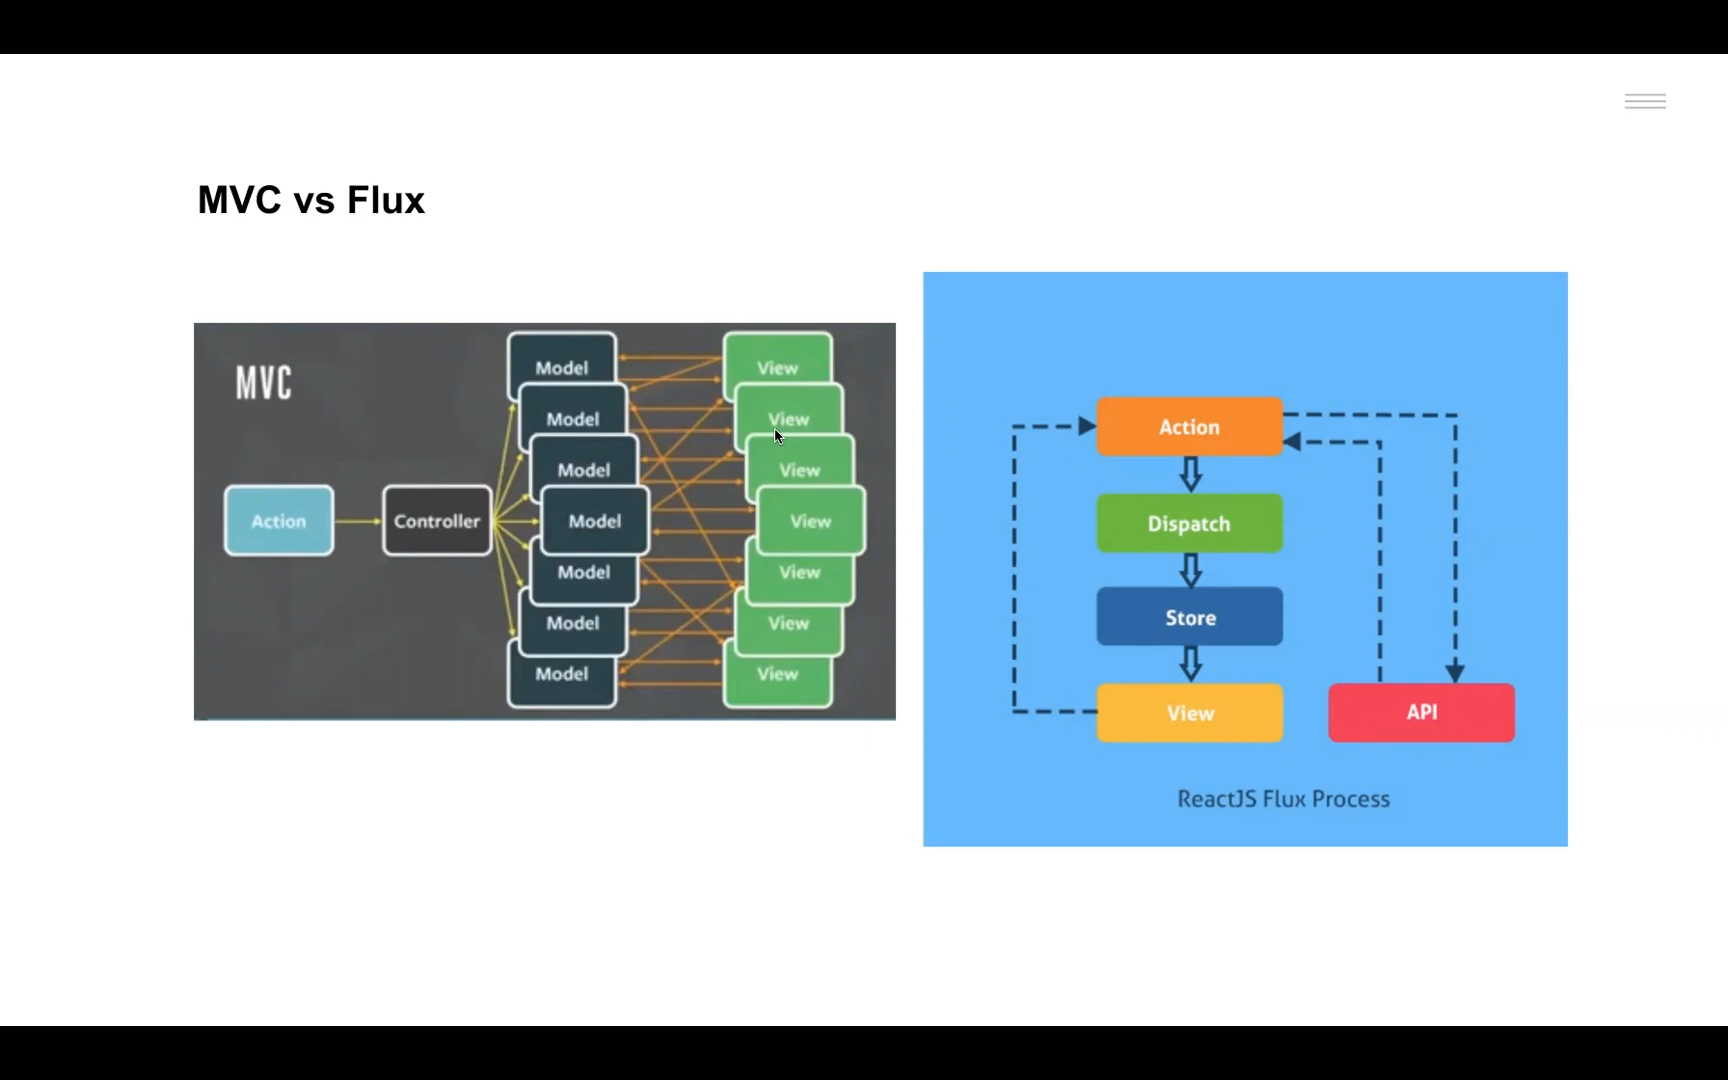 MVC vs Flux
MVC
Action
Controller
Model
Model
Model
Model
Model
Model
Model
View
View
View
View
View
View
View
Action
Dispatch
Store
View
API
ReactJS Flux Process